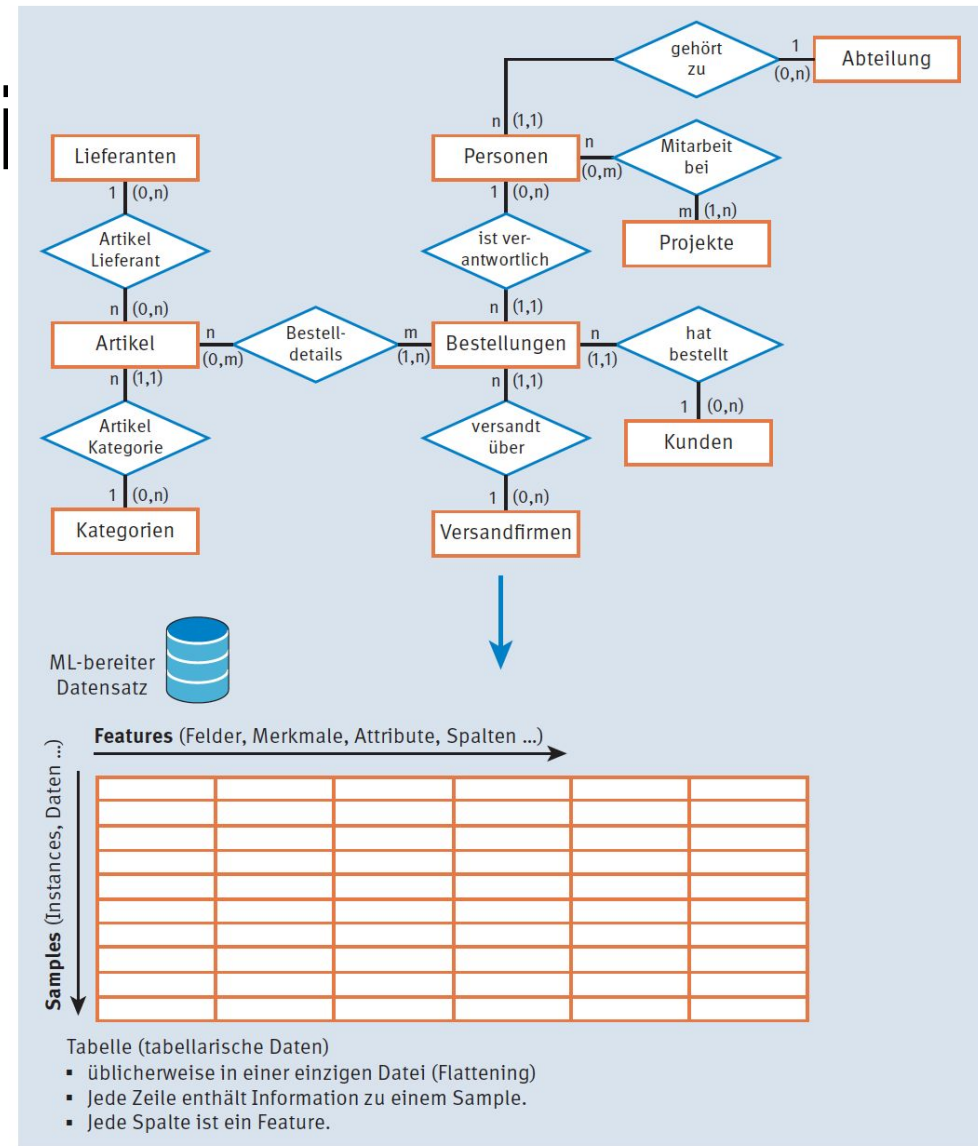 gehört
zu
1
(0,n)
Abteilung
n (1,1)
Lieferanten
Personen
n
(0,m)
Mitarbeit
bei
1 (0,n)
1 (0,n)
m (1,n)
Projekte
Artikel
Lieferant
ist ver-
antwortlich
n (0,n)
n (1,1)
Artikel
n
(0,m)
Bestell-
details
m
(1,n)
Bestellungen
n
(1,1)
hat
bestellt
n (1,1)
n (1,1)
1 (0,n)
Kunden
Artikel
Kategorie
versandt
über
1 (0,n)
1 (0,n)
Kategorien
Versandfirmen
ML-bereiter
Datensatz
Features (Felder, Merkmale, Attribute, Spalten ...)
Samples (Instances, Daten ...)
Tabelle (tabellarische Daten)
▪ üblicherweise in einer einzigen Datei (Flattening)
▪ Jede Zeile enthält Information zu einem Sample.
▪ Jede Spalte ist ein Feature.